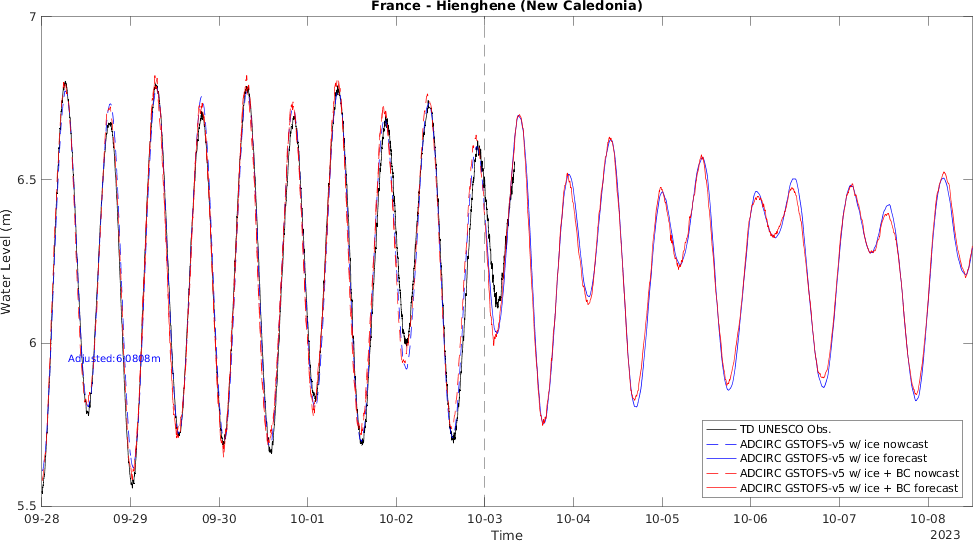 France - Hienghene (New Caledonia)
7
6.5
6
5.5
Water Level (m)
Adjusted:6.0808m
TD UNESCO Obs.
ADCIRC GSTOFS-v5 w/ ice nowcast
ADCIRC GSTOFS-v5 w/ ice forecast
ADCIRC GSTOFS-v5 w/ ice + BC nowcast
ADCIRC GSTOFS-v5 w/ ice + BC forecast
09-28 09-29 09-30 10-01 10-02 10-03 10-04 10-05 10-06 10-07 10-08
Time
2023